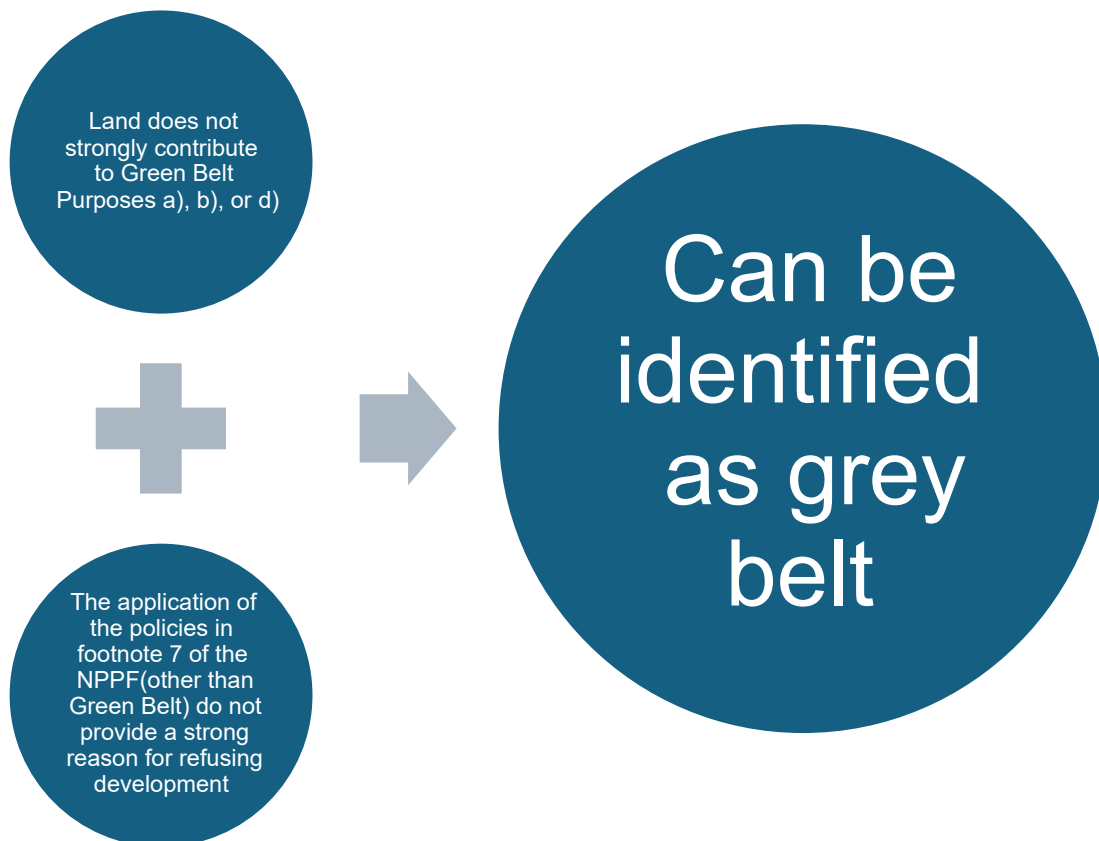 Land does not
strongly contribute
to Green Belt
Purposes a), b), or d)
The application of
the policies in
footnote 7 of the
NPPF(other than
Green Belt) do not
provide a strong
reason for refusing
development
Can be
identified
as grey
belt